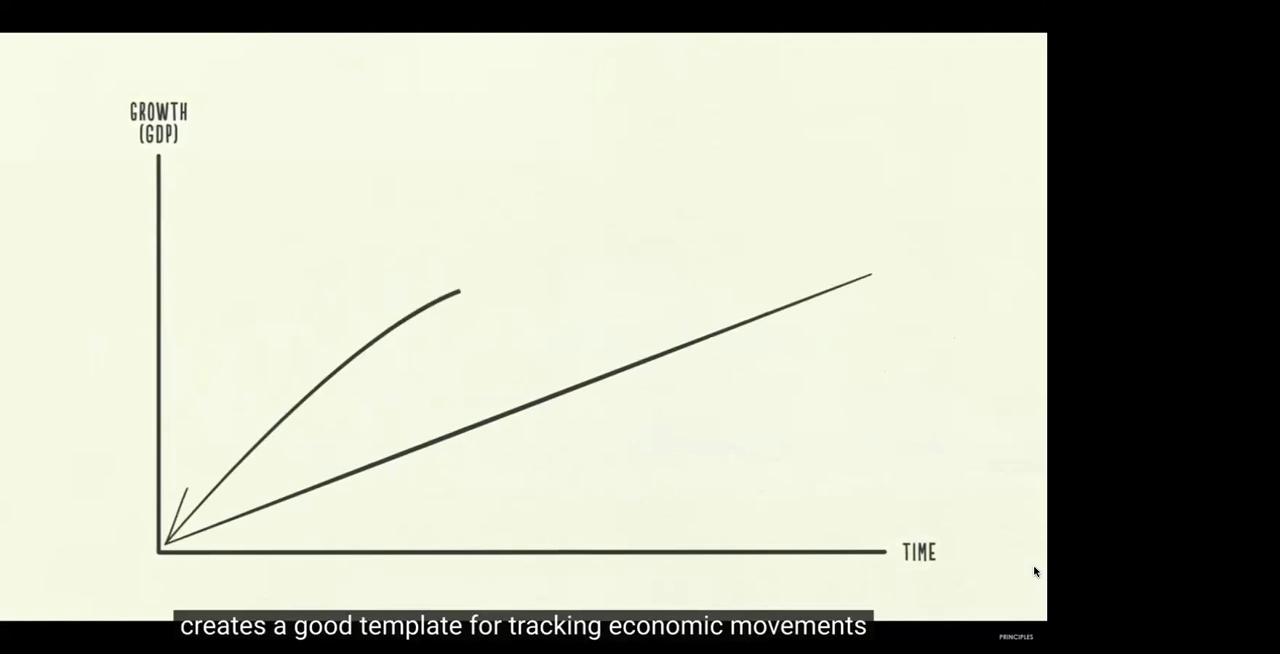 GROWTH
(GDP)
TIME
creates a good template for tracking economic movements
PRINCIPLES